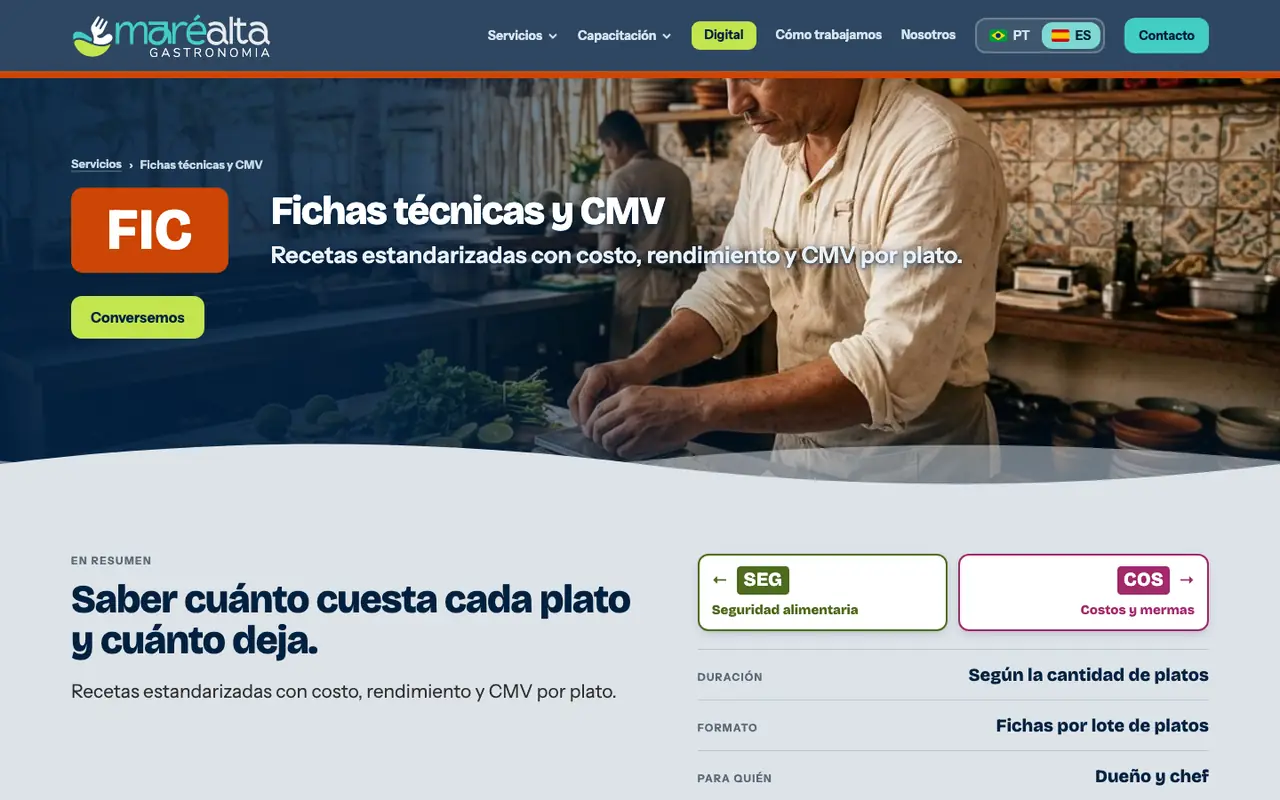 maréalta
GASTRONOMIA
Servicios
Capacitación
Digital
Cómo trabajamos
Nosotros
PT
ES
Contacto
Servicios › Fichas técnicas y CMV
FIC
Fichas técnicas y CMV
Recetas estandarizadas con costo, rendimiento y CMV por plato.
Conversemos
EN RESUMEN
Saber cuánto cuesta cada plato
y cuánto deja.
Recetas estandarizadas con costo, rendimiento y CMV por plato.
← SEG
Seguridad alimentaria
COS →
Costos y mermas
DURACIÓN
Según la cantidad de platos
FORMATO
Fichas por lote de platos
PARA QUIÉN
Dueño y chef